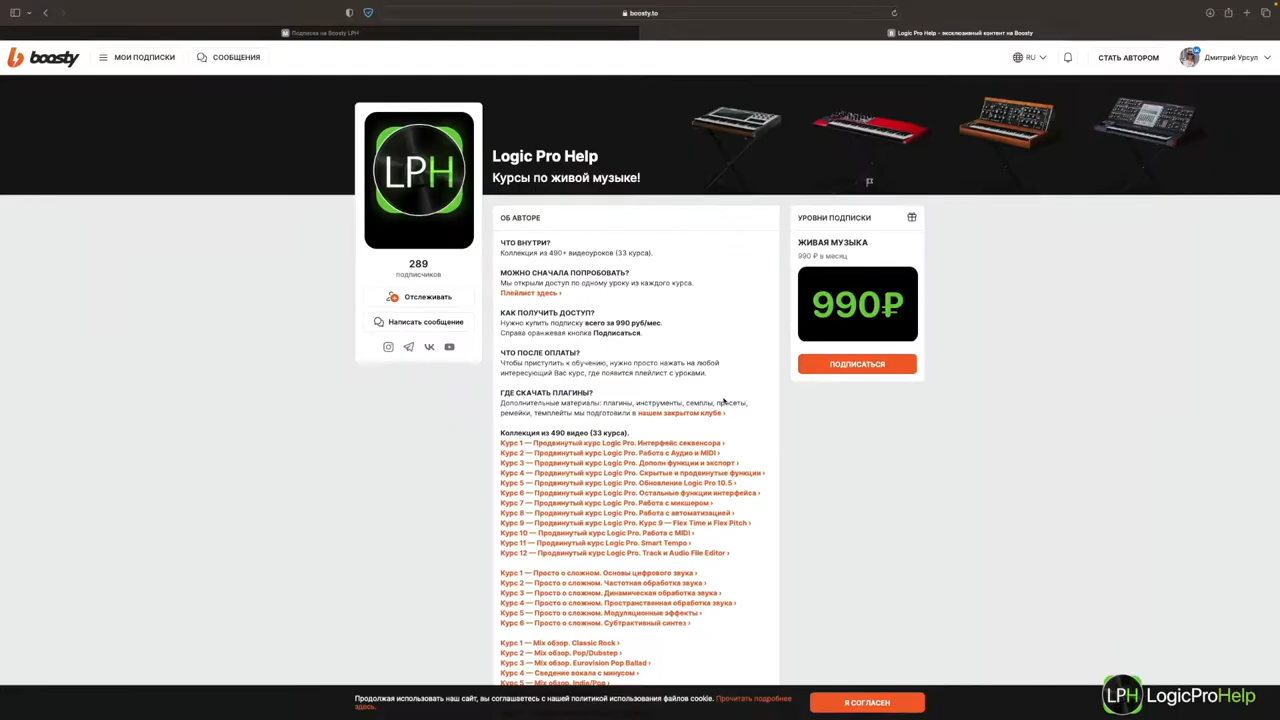 boosty.to
Подписка на Boosty LPH
Logic Pro Help - эксклюзивный контент на Boosty
boosty
МОИ ПОДПИСКИ
СООБЩЕНИЯ
RU
СТАТЬ АВТОРОМ
Дмитрий Урсул
LPH
Logic Pro Help
Курсы по живой музыке!
289
подписчиков
Отслеживать
Написать сообщение
ОБ АВТОРЕ
ЧТО ВНУТРИ?
Коллекция из 490+ видеоуроков (33 курса).
МОЖНО СНАЧАЛА ПОПРОБОВАТЬ?
Мы открыли доступ по одному уроку из каждого курса.
Плейлист здесь ›
КАК ПОЛУЧИТЬ ДОСТУП?
Нужно купить подписку всего за 990 руб/мес.
Справа оранжевая кнопка Подписаться.
ЧТО ПОСЛЕ ОПЛАТЫ?
Чтобы приступить к обучению, нужно просто нажать на любой
интересующий Вас курс, где появится плейлист с уроками.
ГДЕ СКАЧАТЬ ПЛАГИНЫ?
Дополнительные материалы: плагины, инструменты, семплы, пресеты,
ремейки, темплейты мы подготовили в нашем закрытом клубе ›
Коллекция из 490 видео (33 курса).
Курс 1 — Продвинутый курс Logic Pro. Интерфейс секвенсора ›
Курс 2 — Продвинутый курс Logic Pro. Работа с Аудио и MIDI ›
Курс 3 — Продвинутый курс Logic Pro. Дополн функции и экспорт ›
Курс 4 — Продвинутый курс Logic Pro. Скрытые и продвинутые функции ›
Курс 5 — Продвинутый курс Logic Pro. Обновление Logic Pro 10.5 ›
Курс 6 — Продвинутый курс Logic Pro. Остальные функции интерфейса ›
Курс 7 — Продвинутый курс Logic Pro. Работа с микшером ›
Курс 8 — Продвинутый курс Logic Pro. Работа с автоматизацией ›
Курс 9 — Продвинутый курс Logic Pro. Курс 9 — Flex Time и Flex Pitch ›
Курс 10 — Продвинутый курс Logic Pro. Работа с MIDI ›
Курс 11 — Продвинутый курс Logic Pro. Smart Tempo ›
Курс 12 — Продвинутый курс Logic Pro. Track и Audio File Editor ›
Курс 1 — Просто о сложном. Основы цифрового звука ›
Курс 2 — Просто о сложном. Частотная обработка звука ›
Курс 3 — Просто о сложном. Динамическая обработка звука ›
Курс 4 — Просто о сложном. Пространственная обработка звука ›
Курс 5 — Просто о сложном. Модуляционные эффекты ›
Курс 6 — Просто о сложном. Субтрактивный синтез ›
Курс 1 — Mix обзор. Classic Rock ›
Курс 2 — Mix обзор. Pop/Dubstep ›
Курс 3 — Mix обзор. Eurovision Pop Ballad ›
Курс 4 — Сведение вокала с минусом ›
Курс 5 — Mix обзор. Indie/Pop ›
УРОВНИ ПОДПИСКИ
ЖИВАЯ МУЗЫКА
990 ₽ в месяц
990₽
ПОДПИСАТЬСЯ
Продолжая использовать наш сайт, вы соглашаетесь с нашей политикой использования файлов cookie. Прочитать подробнее
здесь.
Я СОГЛАСЕН
LPH LogicProHelp